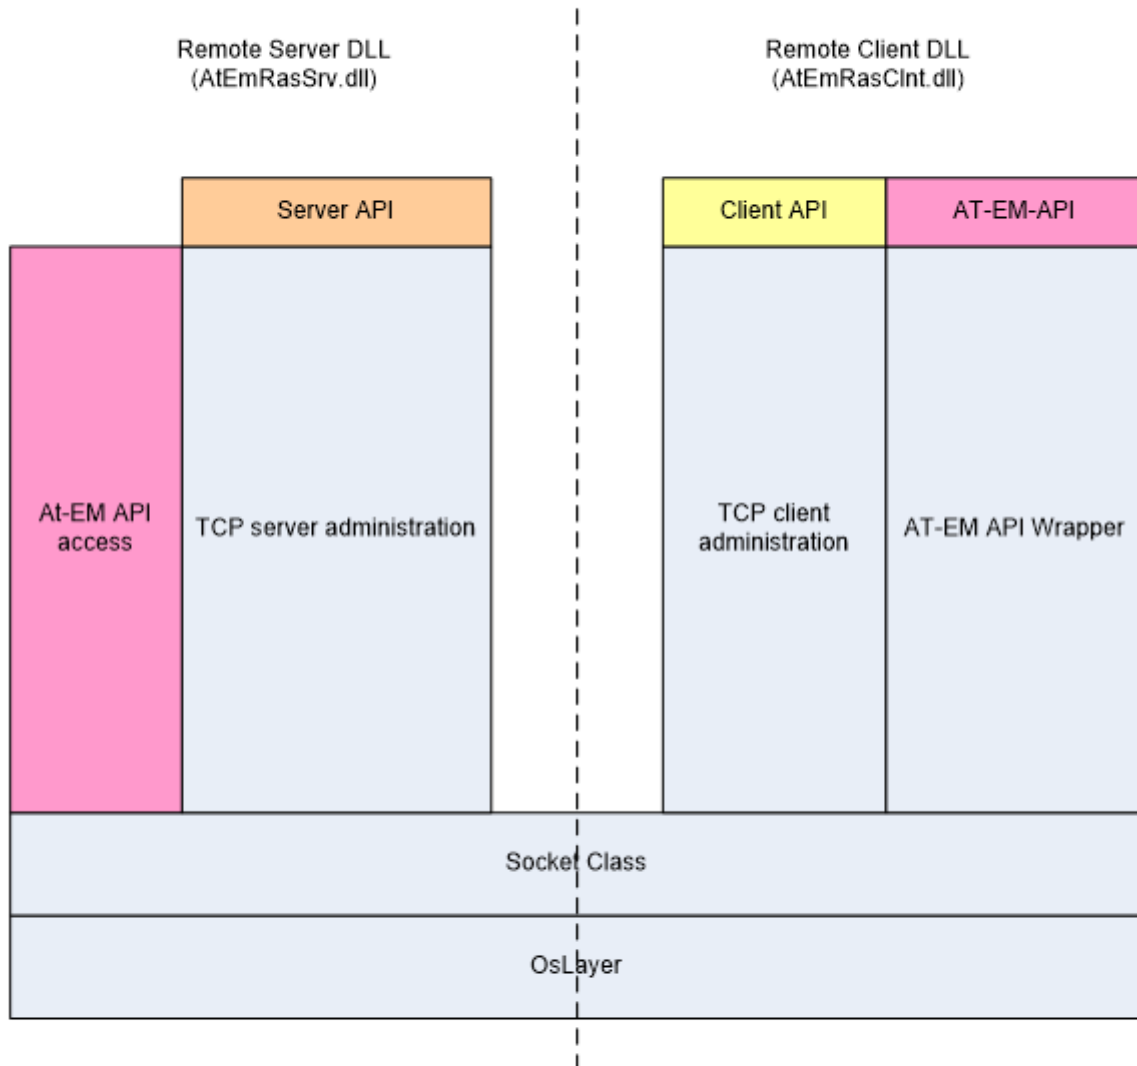 Remote Server DLL
(AtEmRasSrv.dll)
Remote Client DLL
(AtEmRasClnt.dll)
Server API
Client API
AT-EM-API
At-EM API
access
TCP server administration
TCP client
administration
AT-EM API Wrapper
Socket Class
OsLayer